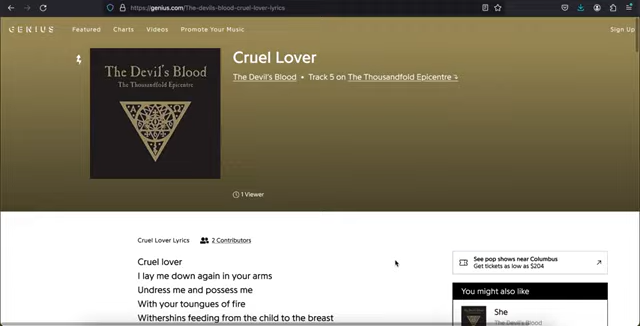 https://genius.com/The-devils-blood-cruel-lover-lyrics
GENIUS Featured Charts Videos Promote Your Music Sign Up
The Devil's Blood
The Thousandfold Epicentre
Cruel Lover
The Devil's Blood • Track 5 on The Thousandfold Epicentre
1 Viewer
Cruel Lover Lyrics 2 Contributors
Cruel lover
I lay me down again in your arms
Undress me and possess me
With your toungues of fire
Withershins feeding from the child to the breast
See pop shows near Columbus
Get tickets as low as $204
You might also like
She
The Devil's Blood